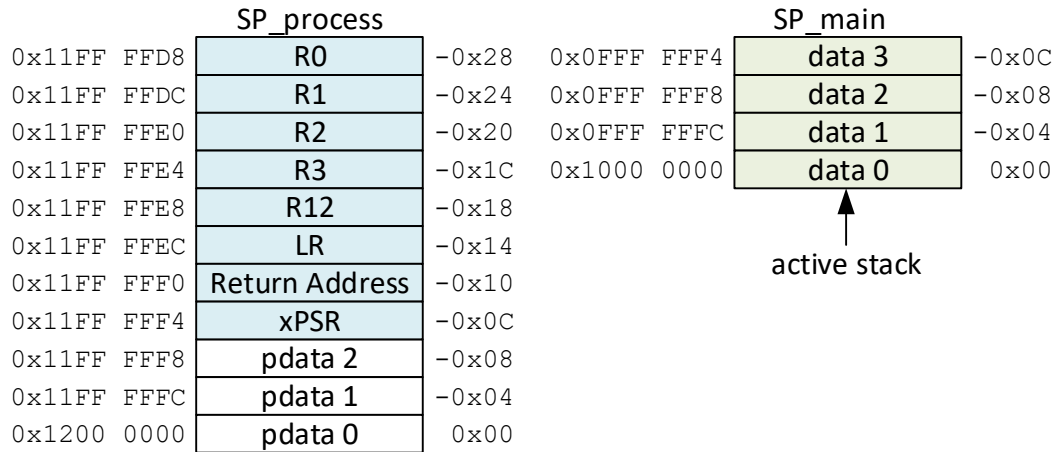 SP_process SP_main
0x11FF FFD8 R0 -0x28 0x0FFF FFF4 data 3 -0x0C
0x11FF FFDC R1 -0x24 0x0FFF FFF8 data 2 -0x08
0x11FF FFE0 R2 -0x20 0x0FFF FFFC data 1 -0x04
0x11FF FFE4 R3 -0x1C 0x1000 0000 data 0 0x00
0x11FF FFE8 R12 -0x18
0x11FF FFEC LR -0x14
active stack
0x11FF FFF0 Return Address -0x10
0x11FF FFF4 xPSR -0x0C
0x11FF FFF8 pdata 2 -0x08
0x11FF FFFC pdata 1 -0x04
0x1200 0000 pdata 0 0x00